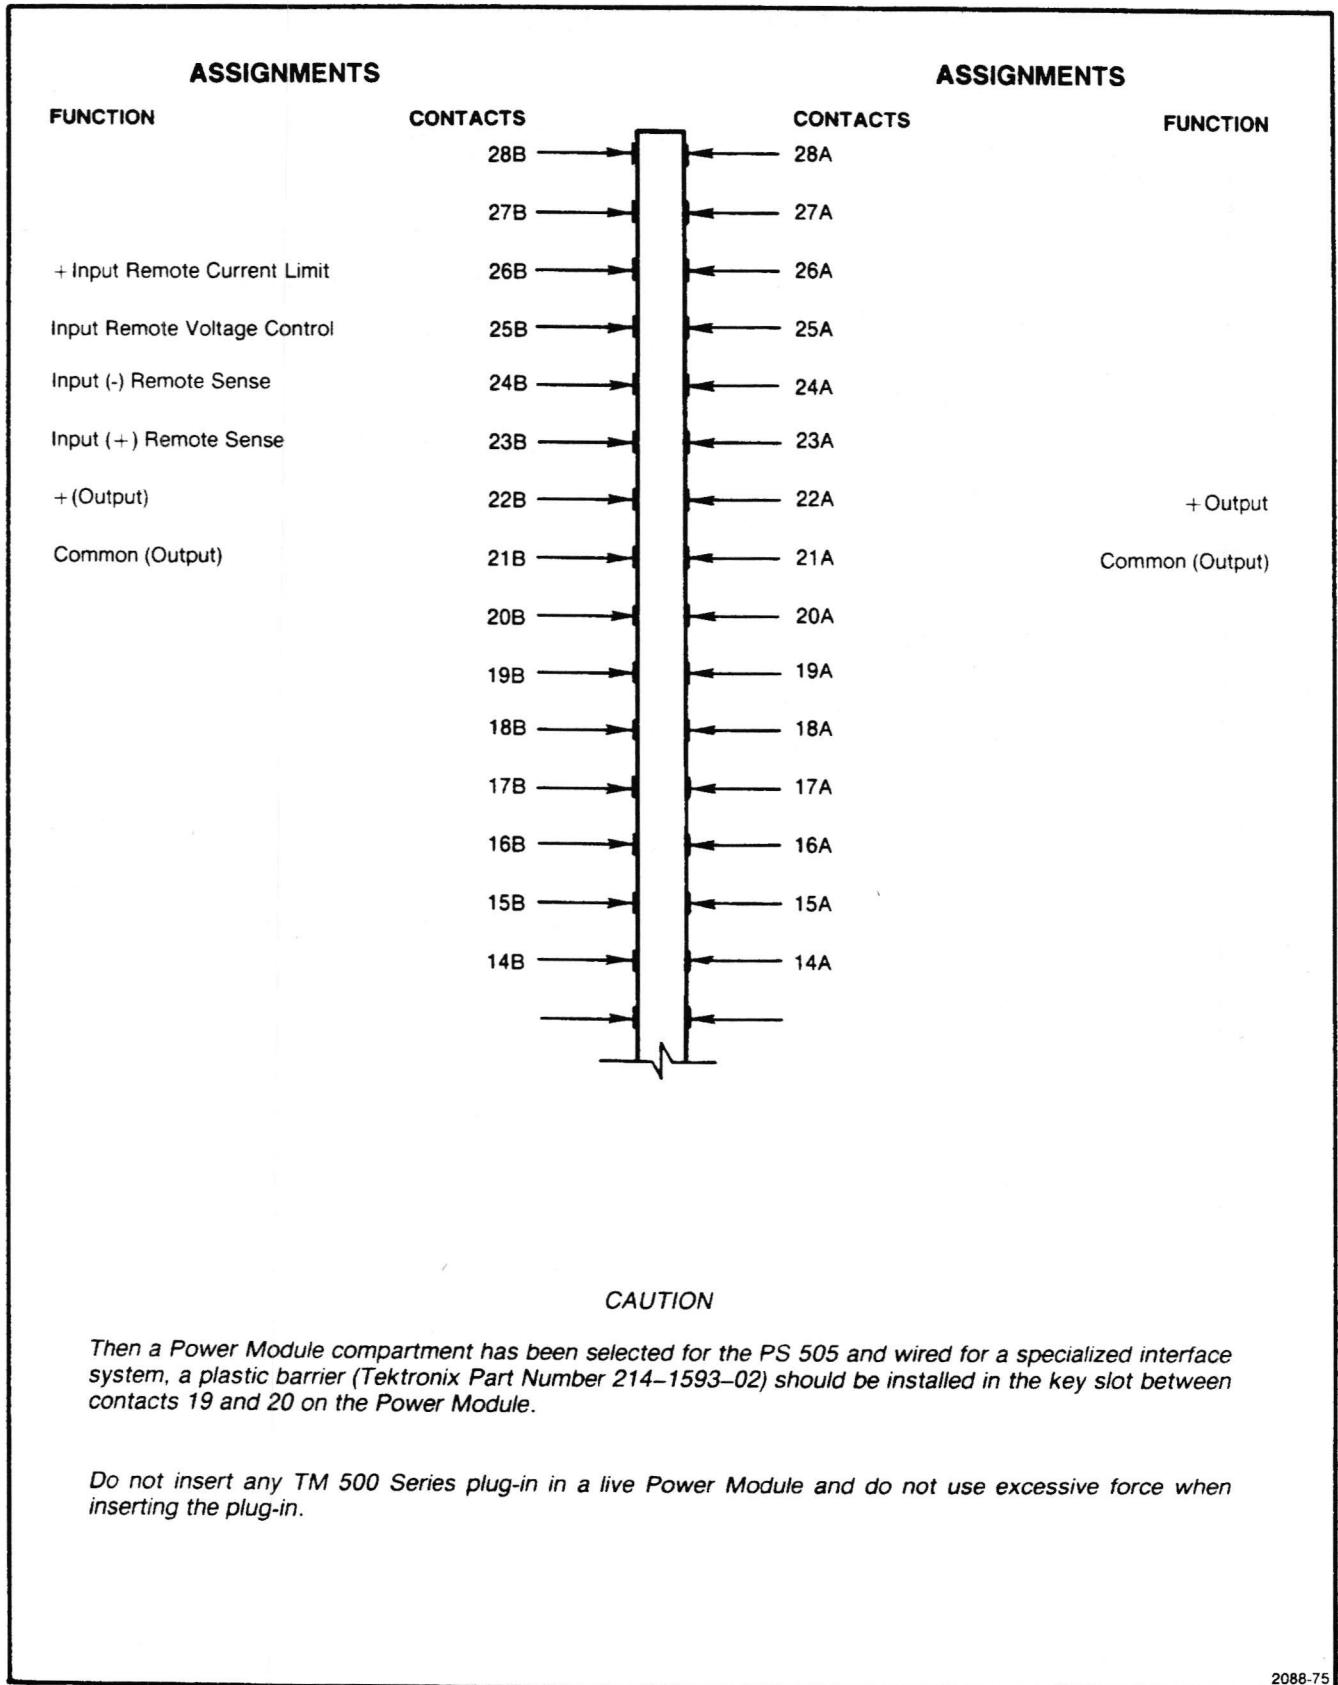 ASSIGNMENTS ASSIGNMENTS
FUNCTION CONTACTS CONTACTS FUNCTION
28B 28A
27B 27A
+ Input Remote Current Limit 26B 26A
Input Remote Voltage Control 25B 25A
Input (-) Remote Sense 24B 24A
Input (+) Remote Sense 23B 23A
+ (Output) 22B 22A + Output
Common (Output) 21B 21A Common (Output)
20B 20A
19B 19A
18B 18A
17B 17A
16B 16A
15B 15A
14B 14A
CAUTION
Then a Power Module compartment has been selected for the PS 505 and wired for a specialized interface
system, a plastic barrier (Tektronix Part Number 214–1593–02) should be installed in the key slot between
contacts 19 and 20 on the Power Module.
Do not insert any TM 500 Series plug-in in a live Power Module and do not use excessive force when
inserting the plug-in.
2088-75